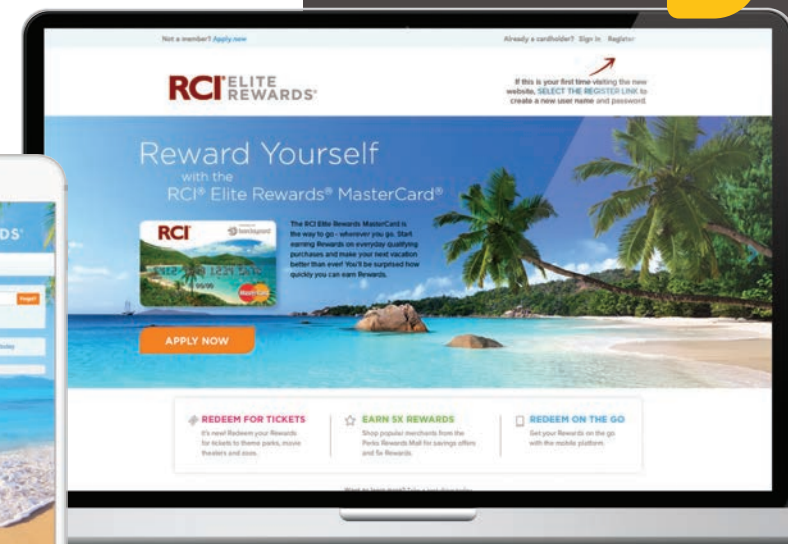 Not a member? Apply now
Already a cardholder? Sign In Register
RCI® ELITE
REWARDS®
If this is your first time visiting the new
website, SELECT THE REGISTER LINK to
create a new user name and password.
Reward Yourself
with the
RCI® Elite Rewards® MasterCard®
RCI
barclaycard
MasterCard
The RCI Elite Rewards MasterCard is
the way to go - wherever you go. Start
earning Rewards on everyday qualifying
purchases and make your next vacation
better than ever! You'll be surprised how
quickly you can earn Rewards.
APPLY NOW
REDEEM FOR TICKETS
It's new! Redeem your Rewards
for tickets to theme parks, movie
theaters and zoos.
EARN 5X REWARDS
Shop popular merchants from the
Perks Rewards Mall for savings offers
and 5x Rewards.
REDEEM ON THE GO
Get your Rewards on the go
with the mobile platform.
DS®
Forgot?
today